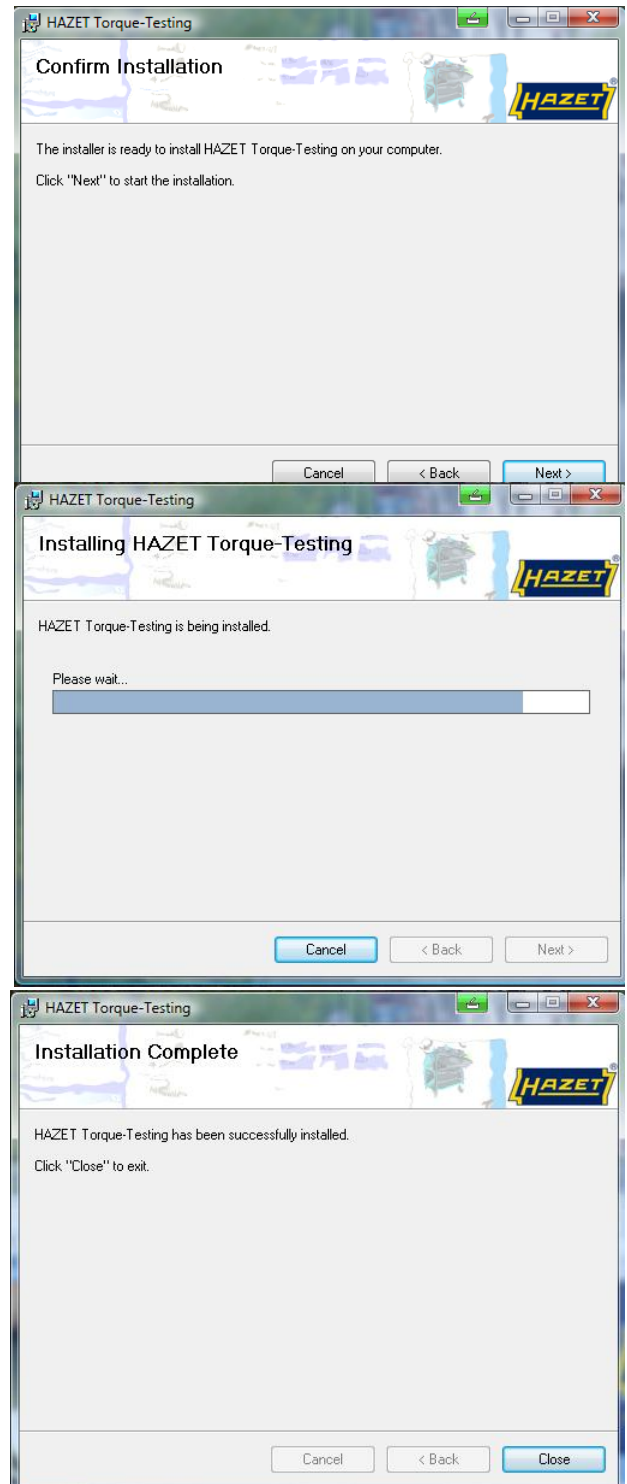 HAZET Torque-Testing
Confirm Installation
HAZET
The installer is ready to install HAZET Torque-Testing on your computer.
Click "Next" to start the installation.
Cancel < Back Next >
HAZET Torque-Testing
Installing HAZET Torque-Testing
HAZET
HAZET Torque-Testing is being installed.
Please wait...
Cancel < Back Next >
HAZET Torque-Testing
Installation Complete
HAZET
HAZET Torque-Testing has been successfully installed.
Click "Close" to exit.
Cancel < Back Close